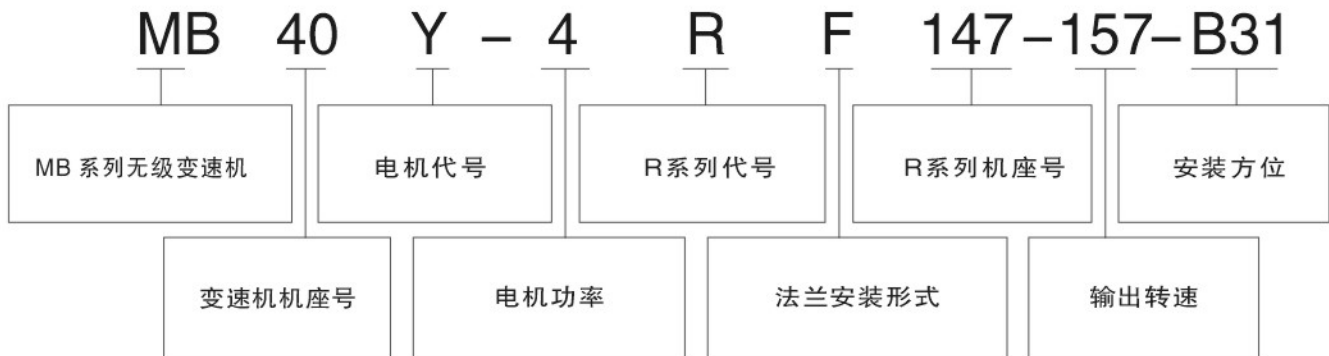 MB 40 Y - 4 R F 147-157-B31
MB 系列无级变速机 电机代号 R系列代号 R系列机座号 安装方位
变速机机座号 电机功率 法兰安装形式 输出转速